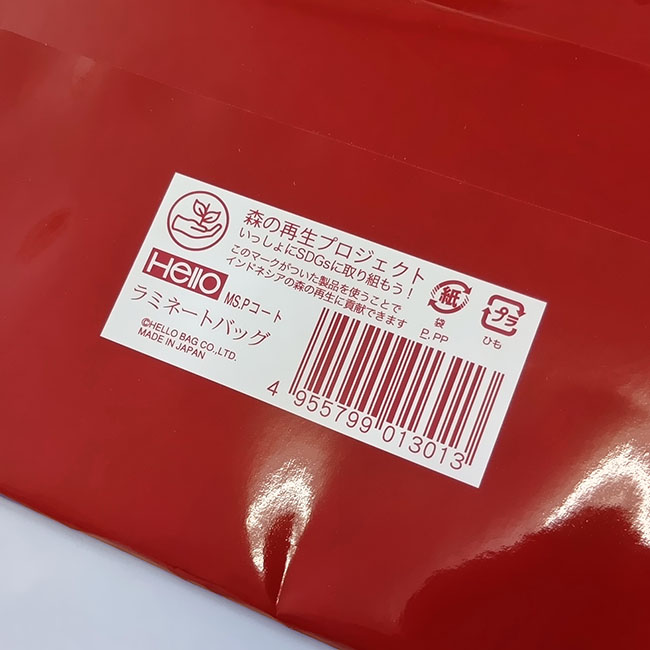 森の再生プロジェクト
いっしょにSDGsに取り組もう!
このマークがついた製品を使うことで
インドネシアの森の再生に貢献できます
Hello
MS.Pコート
ラミネートバッグ
©HELLO BAG CO.,LTD.
MADE IN JAPAN
紙
袋
P, PP
プラ
ひも
4 955799 013013